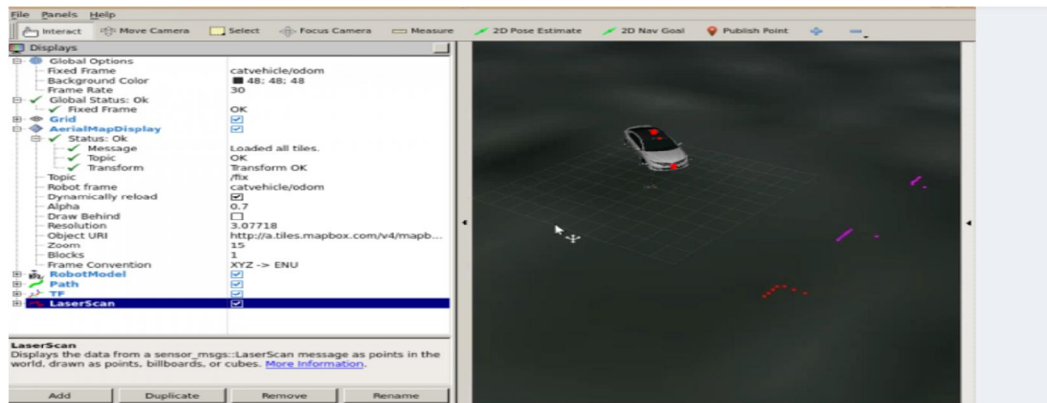 File Panels Help
Interact Move Camera Select Focus Camera Measure 2D Pose Estimate 2D Nav Goal Publish Point
Displays
Global Options
Fixed Frame catvehicle/odom
Background Color 48; 48; 48
Frame Rate 30
Global Status: Ok
Fixed Frame OK
Grid
AerialMapDisplay
Status: Ok
Message Loaded all tiles.
Topic OK
Transform Transform OK
Topic /fix
Robot frame catvehicle/odom
Dynamically reload
Alpha 0.7
Draw Behind
Resolution 3.07718
Object URI http://a.tiles.mapbox.com/v4/mapb...
Zoom 15
Blocks 1
Frame Convention XYZ -> ENU
RobotModel
Path
TF
LaserScan
LaserScan
Displays the data from a sensor_msgs::LaserScan message as points in the
world, drawn as points, billboards, or cubes. More Information.
Add Duplicate Remove Rename